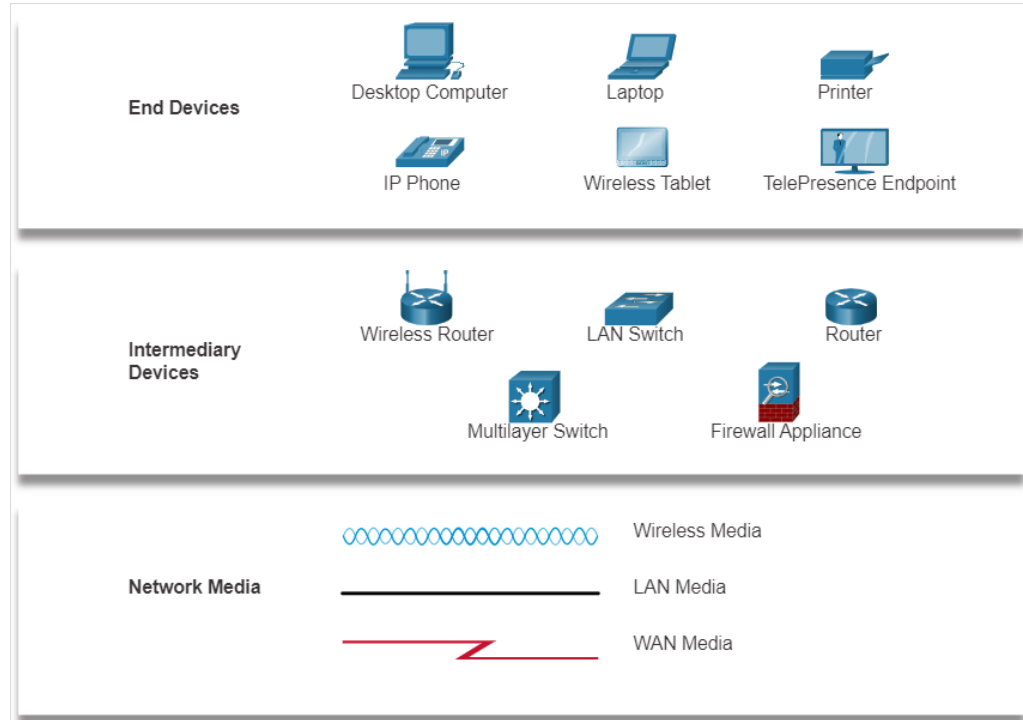 Desktop Computer
Laptop
Printer
End Devices
IP
IP Phone
Wireless Tablet
TelePresence Endpoint
Wireless Router
LAN Switch
Router
Intermediary
Devices
Multilayer Switch
Firewall Appliance
Wireless Media
Network Media
LAN Media
WAN Media